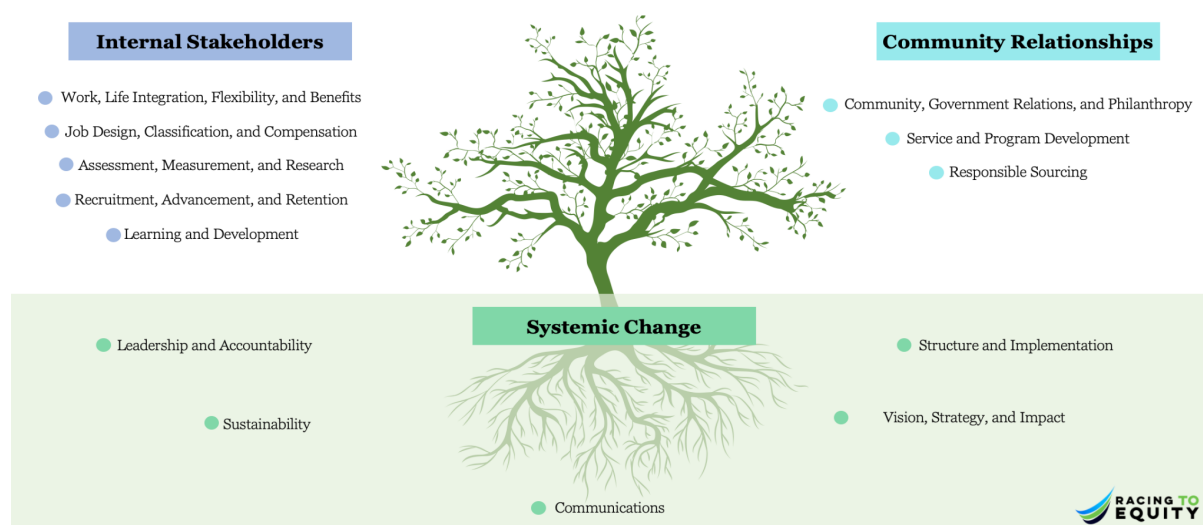 Internal Stakeholders
Work, Life Integration, Flexibility, and Benefits
Job Design, Classification, and Compensation
Assessment, Measurement, and Research
Recruitment, Advancement, and Retention
Learning and Development
Community Relationships
Community, Government Relations, and Philanthropy
Service and Program Development
Responsible Sourcing
Systemic Change
Leadership and Accountability
Sustainability
Structure and Implementation
Vision, Strategy, and Impact
Communications
RACING TO
EQUITY